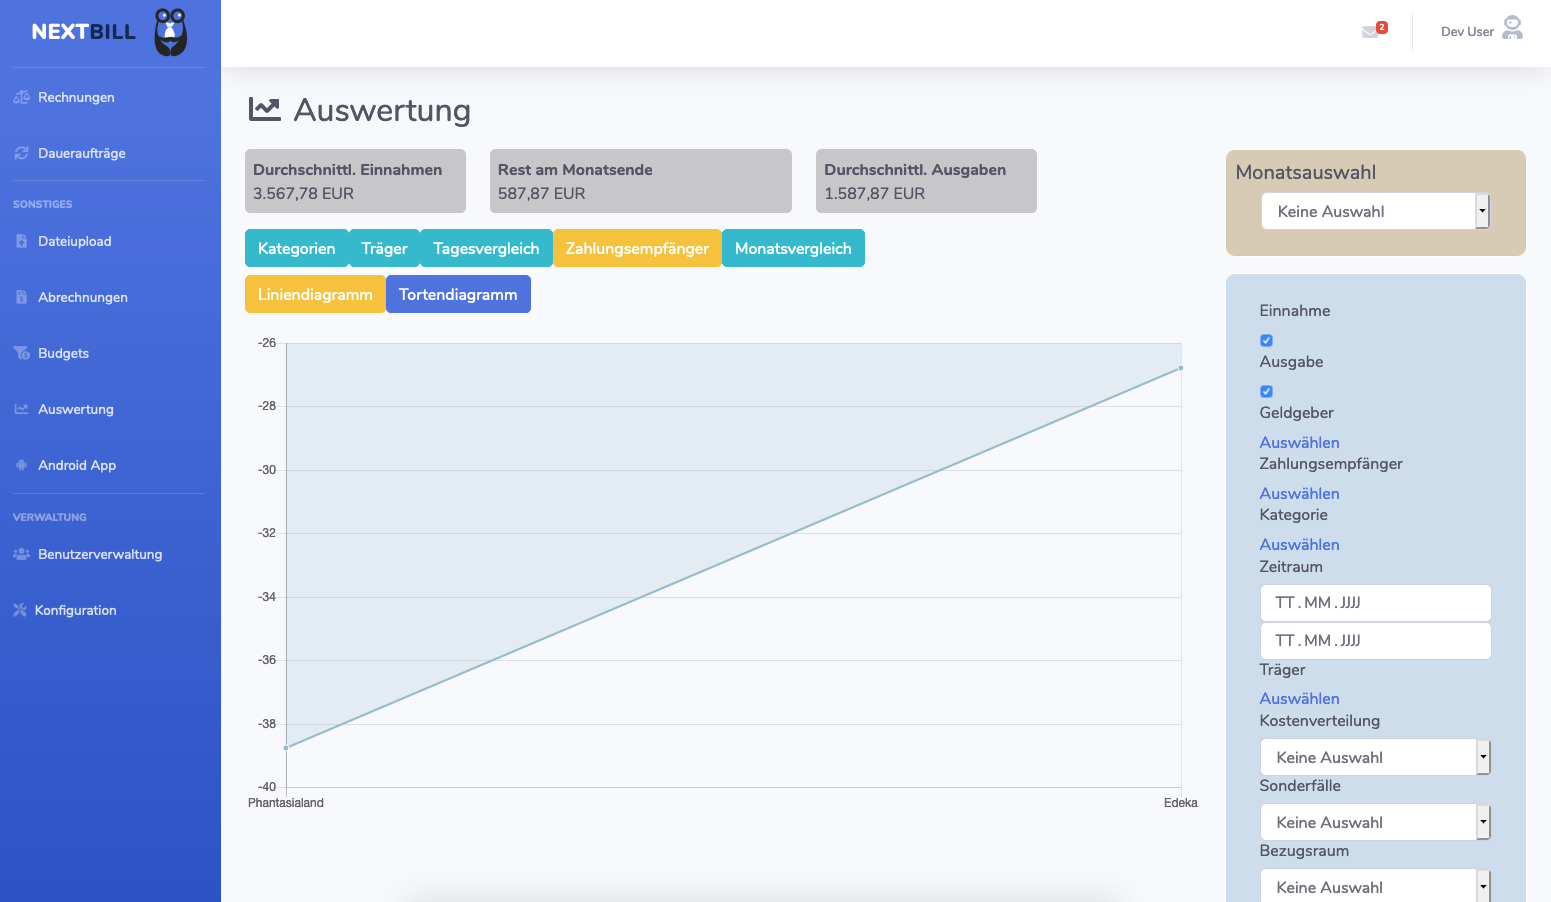 NEXTBILL
Rechnungen
Daueraufträge
SONSTIGES
Dateiupload
Abrechnungen
Budgets
Auswertung
Android App
VERWALTUNG
Benutzerverwaltung
Konfiguration
2
Dev User
Auswertung
Durchschnittl. Einnahmen
3.567,78 EUR
Rest am Monatsende
587,87 EUR
Durchschnittl. Ausgaben
1.587,87 EUR
Kategorien Träger Tagesvergleich Zahlungsempfänger Monatsvergleich
Liniendiagramm Tortendiagramm
-26
-28
-30
-32
-34
-36
-38
-40
Phantasialand Edeka
Monatsauswahl
Keine Auswahl
Einnahme
Ausgabe
Geldgeber
Auswählen
Zahlungsempfänger
Auswählen
Kategorie
Auswählen
Zeitraum
TT.MM.JJJJ
TT.MM.JJJJ
Träger
Auswählen
Kostenverteilung
Keine Auswahl
Sonderfälle
Keine Auswahl
Bezugsraum
Keine Auswahl